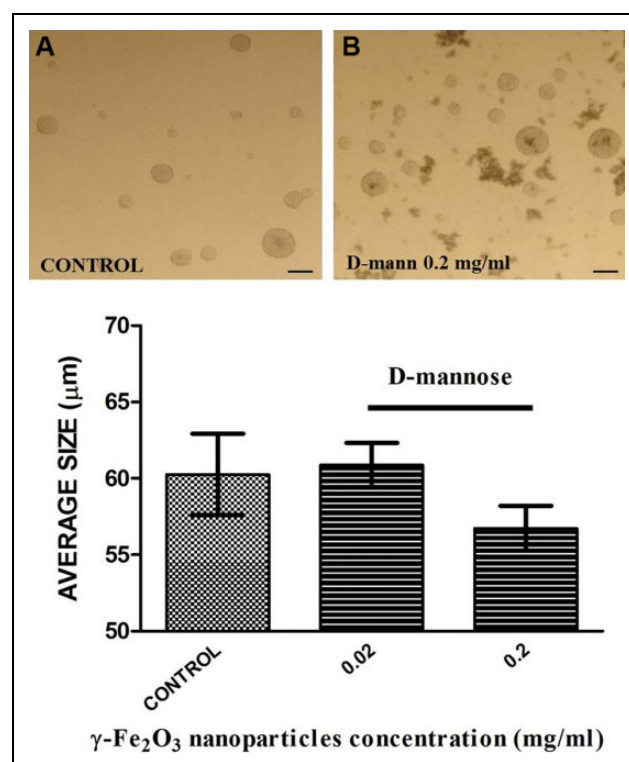 A
B
CONTROL
D-mann 0.2 mg/ml
70
65
60
55
50
AVERAGE SIZE (μm)
D-mannose
CONTROL
0.02
0.2
γ-Fe₂O₃ nanoparticles concentration (mg/ml)